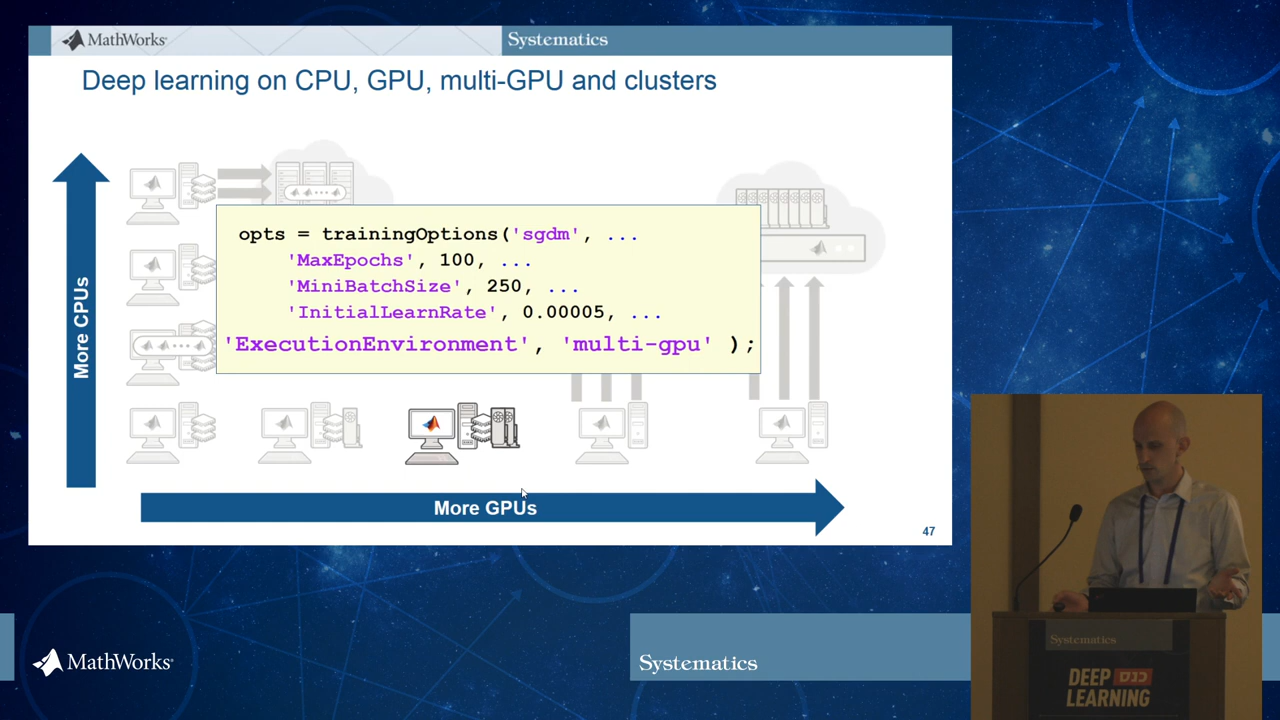 MathWorks®
Systematics
Deep learning on CPU, GPU, multi-GPU and clusters
More CPUs
opts = trainingOptions('sgdm', ...
'MaxEpochs', 100, ...
'MiniBatchSize', 250, ...
'InitialLearnRate', 0.00005, ...
'ExecutionEnvironment', 'multi-gpu' );
More GPUs
47
MathWorks®
Systematics
Systematics
DEEP כנס
LEARNING